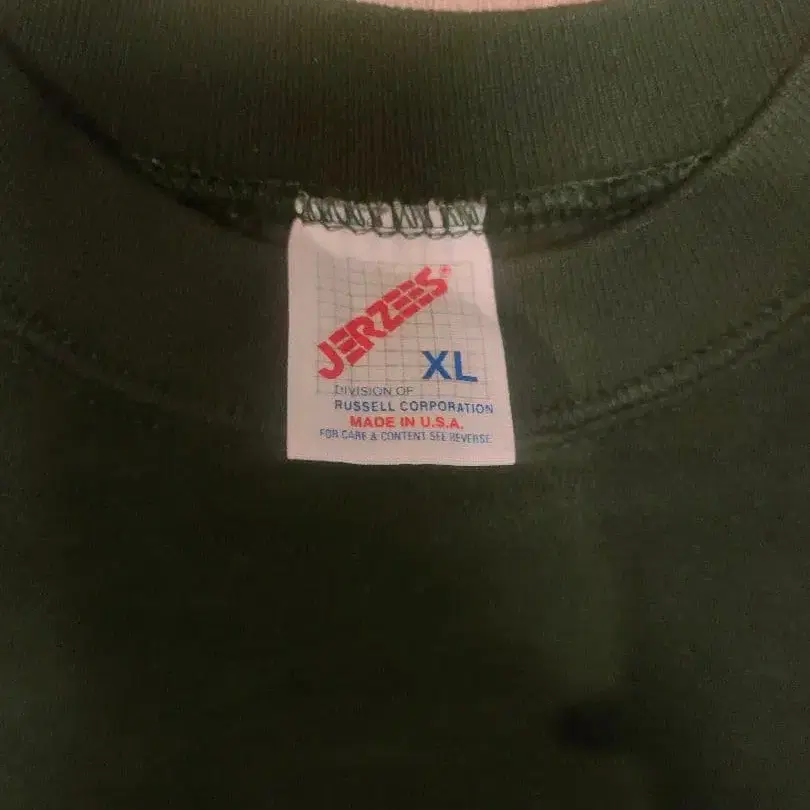 JERZEES®
XL
DIVISION OF
RUSSELL CORPORATION
MADE IN U.S.A.
FOR CARE & CONTENT SEE REVERSE